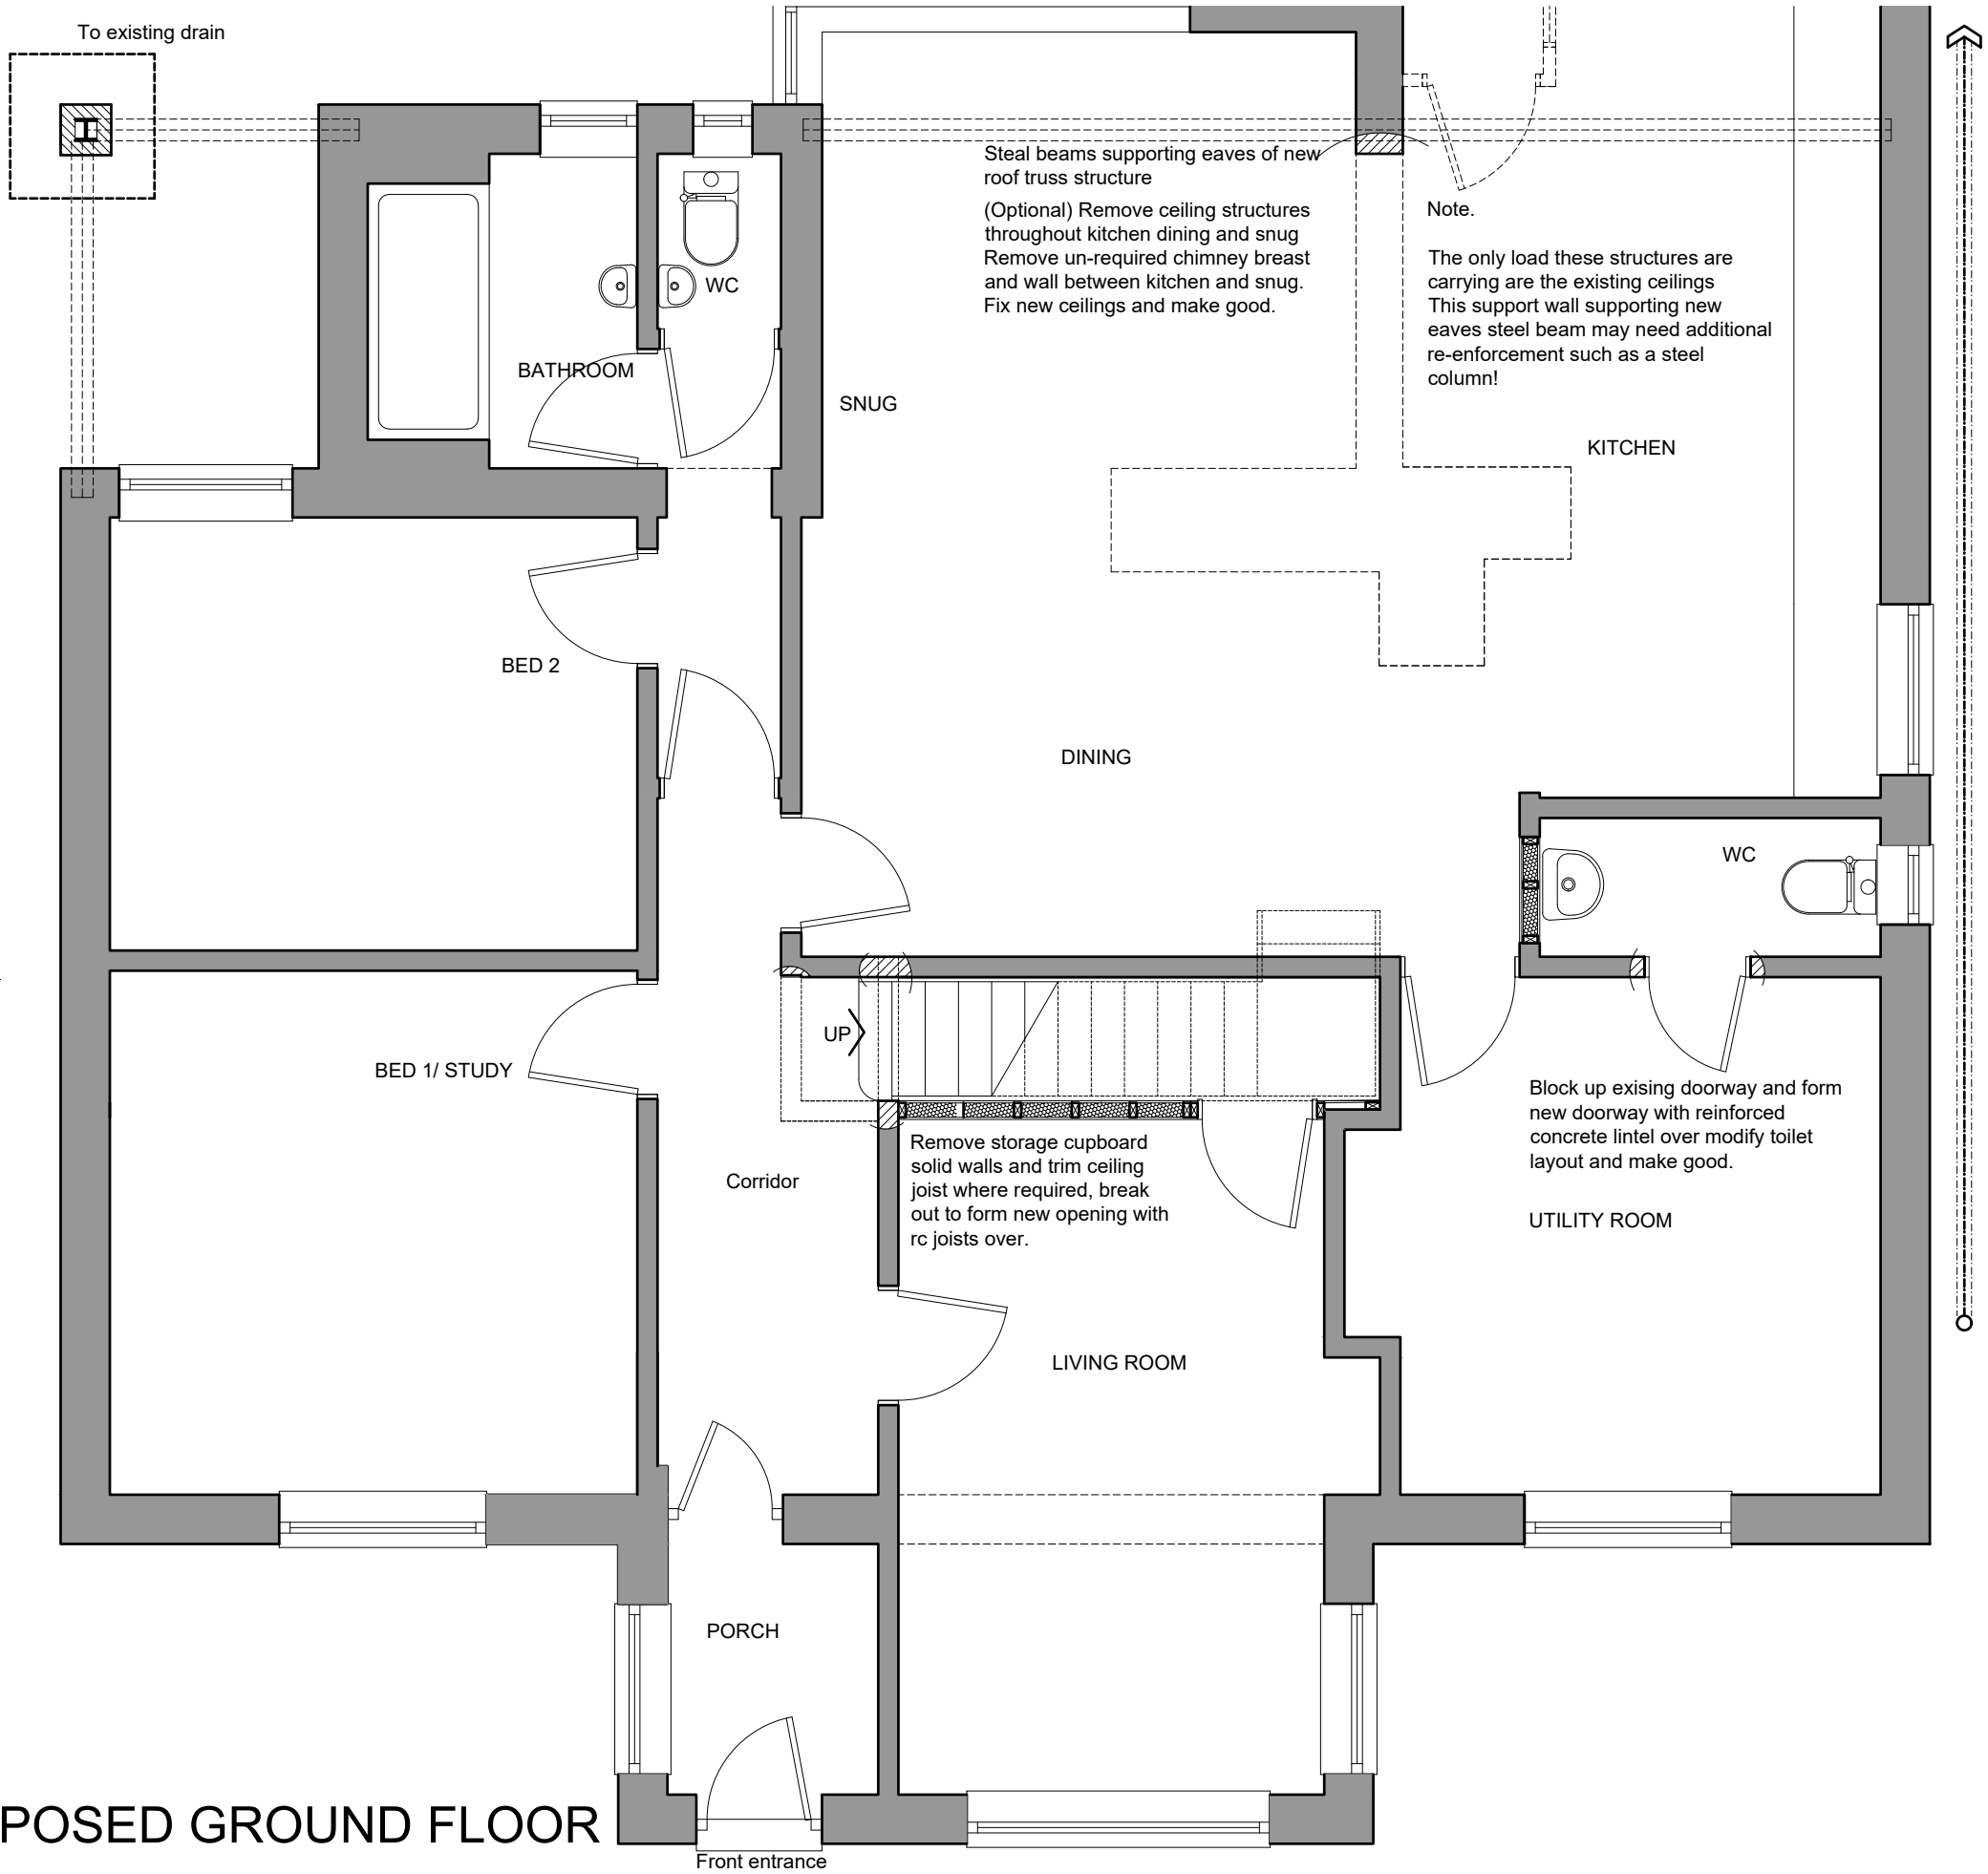 To existing drain
Steal beams supporting eaves of new
roof truss structure
(Optional) Remove ceiling structures
throughout kitchen dining and snug
Remove un-required chimney breast
and wall between kitchen and snug.
Fix new ceilings and make good.
Note.
The only load these structures are
carrying are the existing ceilings
This support wall supporting new
eaves steel beam may need additional
re-enforcement such as a steel
column!
WC
BATHROOM
SNUG
KITCHEN
BED 2
DINING
WC
UP
BED 1/ STUDY
Block up exising doorway and form
new doorway with reinforced
concrete lintel over modify toilet
layout and make good.
Remove storage cupboard
solid walls and trim ceiling
joist where required, break
out to form new opening with
rc joists over.
Corridor
UTILITY ROOM
LIVING ROOM
PORCH
POSED GROUND FLOOR
Front entrance